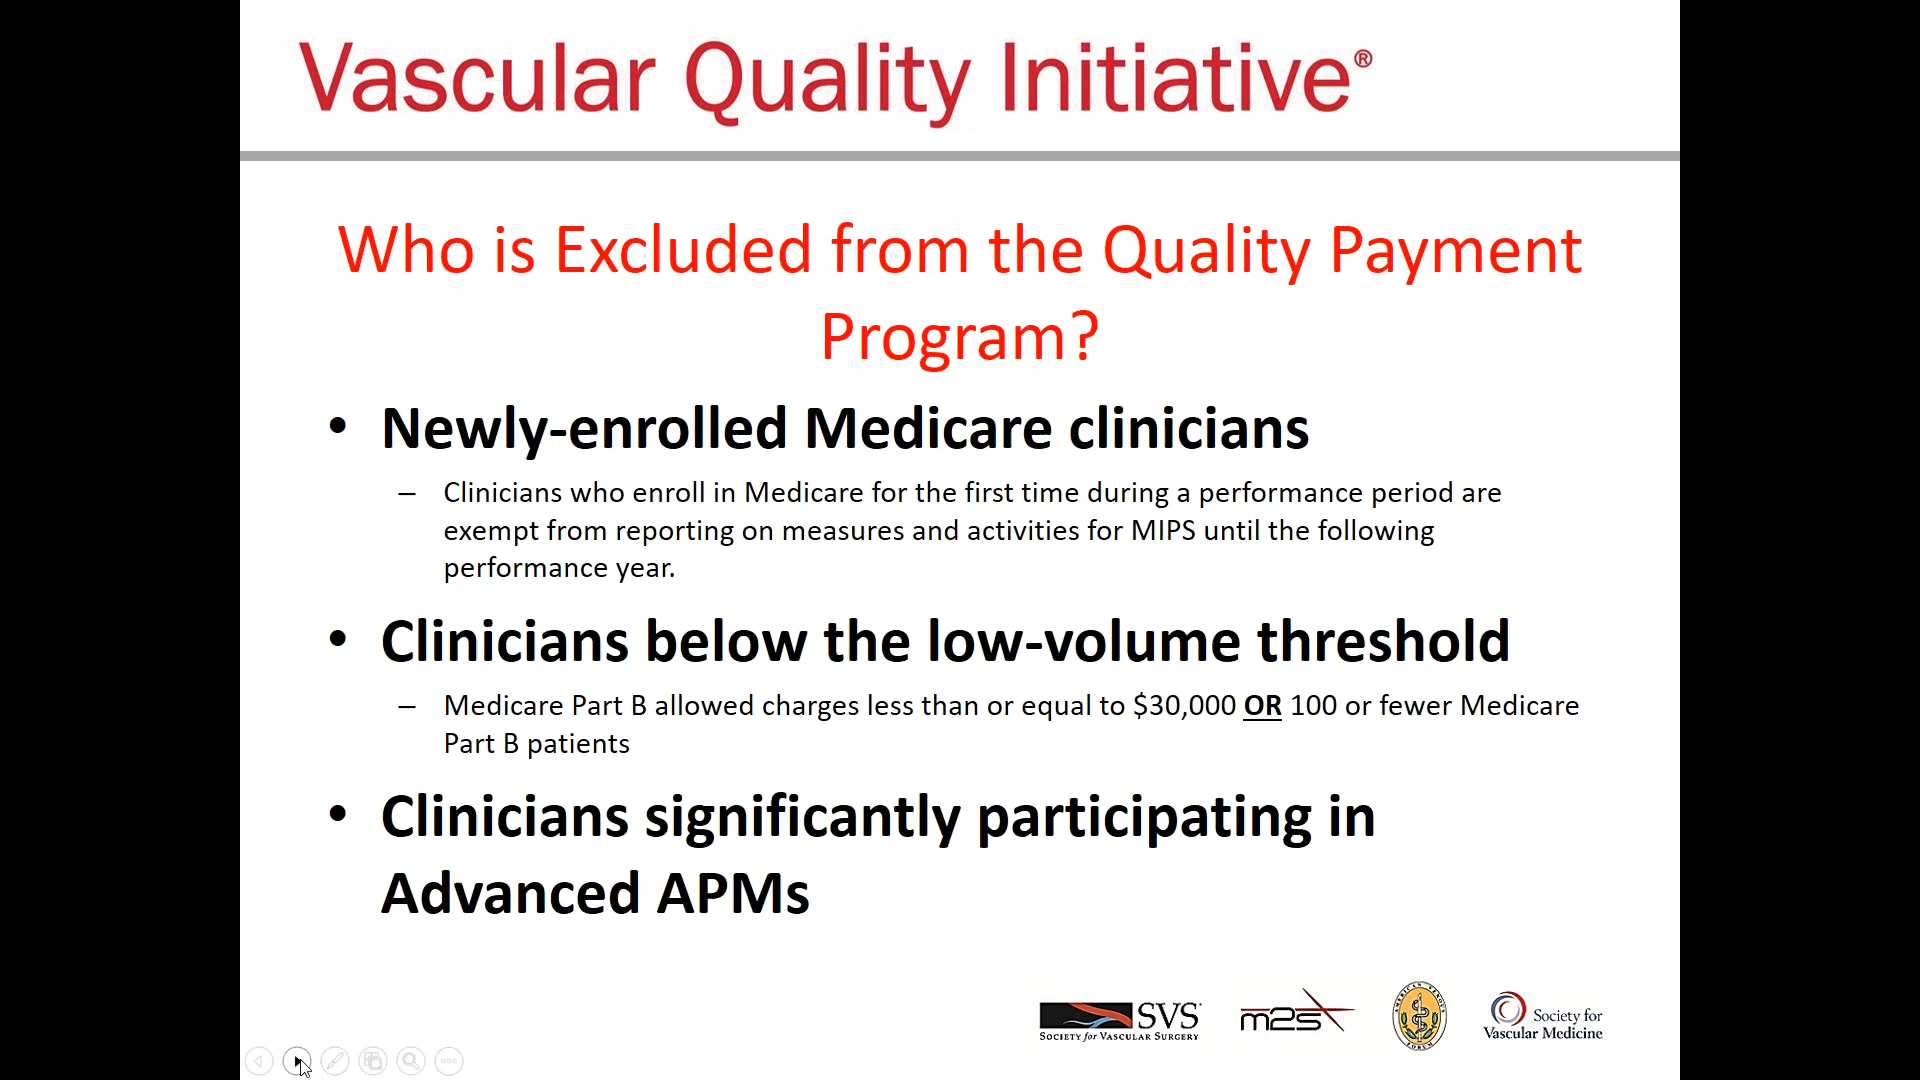 Vascular Quality Initiative®
Who is Excluded from the Quality Payment
Program?
• Newly-enrolled Medicare clinicians
– Clinicians who enroll in Medicare for the first time during a performance period are
exempt from reporting on measures and activities for MIPS until the following
performance year.
• Clinicians below the low-volume threshold
– Medicare Part B allowed charges less than or equal to $30,000 OR 100 or fewer Medicare
Part B patients
• Clinicians significantly participating in
Advanced APMs
SVS
Society for Vascular Surgery
m2s
AMERICAN VENOUS
FORUM
Society for
Vascular Medicine